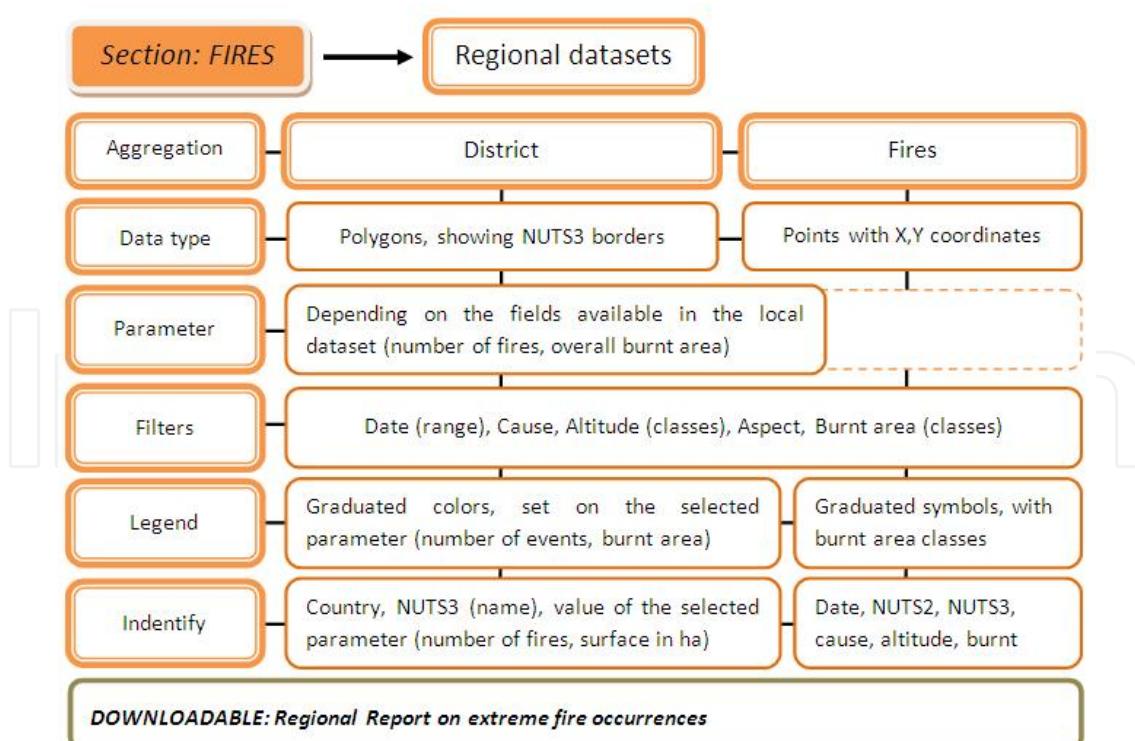 Section: FIRES
Regional datasets
Aggregation
District
Fires
Data type
Polygons, showing NUTS3 borders
Points with X,Y coordinates
Parameter
Depending on the fields available in the local
dataset (number of fires, overall burnt area)
Filters
Date (range), Cause, Altitude (classes), Aspect, Burnt area (classes)
Legend
Graduated colors, set on the selected
parameter (number of events, burnt area)
Graduated symbols, with
burnt area classes
Indentify
Country, NUTS3 (name), value of the selected
parameter (number of fires, surface in ha)
Date, NUTS2, NUTS3,
cause, altitude, burnt
DOWNLOADABLE: Regional Report on extreme fire occurrences